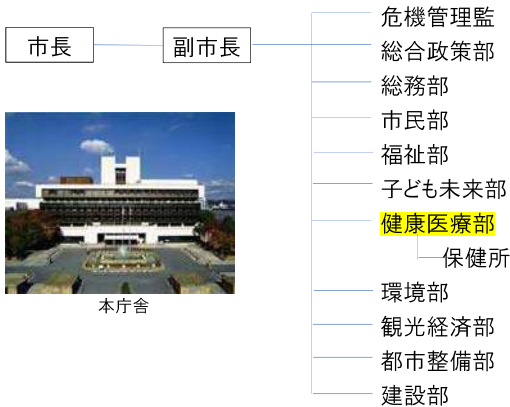 市長
副市長
危機管理監
総合政策部
総務部
市民部
福祉部
子ども未来部
健康医療部
保健所
環境部
観光経済部
都市整備部
建設部
本庁舎